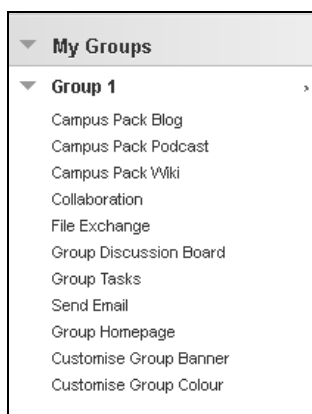 My Groups
Group 1
Campus Pack Blog
Campus Pack Podcast
Campus Pack Wiki
Collaboration
File Exchange
Group Discussion Board
Group Tasks
Send Email
Group Homepage
Customise Group Banner
Customise Group Colour